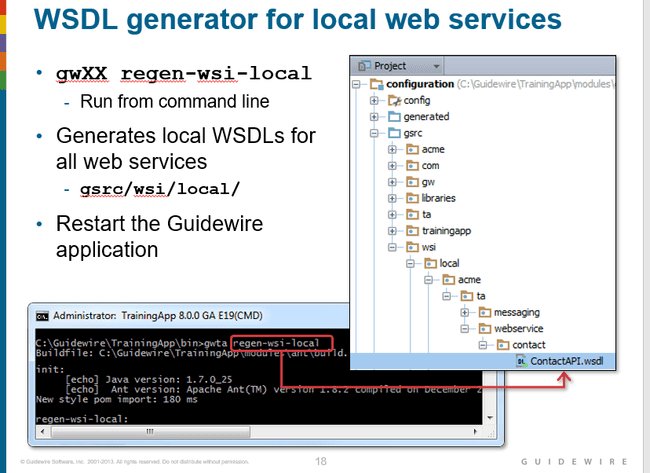 WSDL generator for local web services
• gwXX regen-wsi-local
- Run from command line
• Generates local WSDLs for
all web services
- gsrc/wsi/local/
• Restart the Guidewire
application
Project
configuration (C:\Guidewire\TrainingApp\modules\
config
generated
gsrc
acme
com
gw
libraries
ta
trainingapp
wsi
local
acme
ta
messaging
webservice
contact
ContactAPI.wsdl
Administrator: TrainingApp 8.0.0 GA E19(CMD)
C:\Guidewire\TrainingApp\bin>gwta regen-wsi-local
Buildfile: C:\Guidewire\TrainingApp\modules\ant\build.
init:
[echo] Java version: 1.7.0_25
[echo] Ant version: Apache Ant(TM) version 1.8.2 compiled on December 2
New style pom import: 180 ms
regen-wsi-local:
© Guidewire Software, Inc. 2001-2013. All rights reserved. Do not distribute without permission.
18
GUIDEWIRE